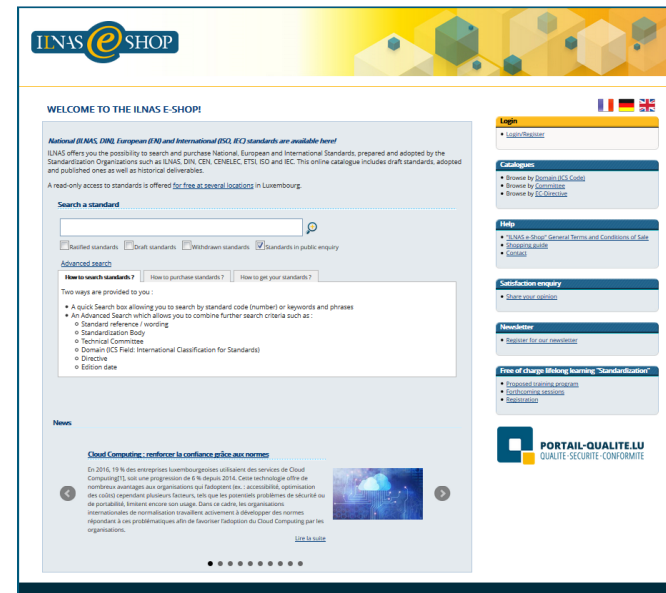 ILNAS e SHOP
WELCOME TO THE ILNAS E-SHOP!
National (ILNAS, DIN), European (EN) and International (ISO, IEC) standards are available here!
ILNAS offers you the possibility to search and purchase National, European and International Standards, prepared and adopted by the
Standardization Organizations such as ILNAS, DIN, CEN, CENELEC, ETSI, ISO and IEC. This online catalogue includes draft standards, adopted
and published ones as well as historical deliverables.
A read-only access to standards is offered for free at several locations in Luxembourg.
Search a standard
Ratified standards Draft standards Withdrawn standards Standards in public enquiry
Advanced search
How to search standards ? How to purchase standards ? How to get your standards ?
Two ways are provided to you :
• A quick Search box allowing you to search by standard code (number) or keywords and phrases
• An Advanced Search which allows you to combine further search criteria such as :
Standard reference / wording
Standardization Body
Technical Committee
Domain (ICS Field: International Classification for Standards)
Directive
Edition date
News
Cloud Computing : renforcer la confiance grâce aux normes
En 2016, 19 % des entreprises luxembourgeoises utilisaient des services de Cloud
Computing[1], soit une progression de 6 % depuis 2014. Cette technologie offre de
nombreux avantages aux organisations qui l'adoptent (ex. : accessibilité, optimisation
des coûts) cependant plusieurs facteurs, tels que les potentiels problèmes de sécurité ou
de portabilité, limitent encore son usage. Dans ce cadre, les organisations
internationales de normalisation travaillent activement à développer des normes
répondant à ces problématiques afin de favoriser l'adoption du Cloud Computing par les
organisations.
Lire la suite
Login
• Login/Register
Catalogues
• Browse by Domain (ICS Code)
• Browse by Committee
• Browse by EC-Directive
Help
• "ILNAS e-Shop" General Terms and Conditions of Sale
• Shopping guide
• Contact
Satisfaction enquiry
• Share your opinion
Newsletter
• Register for our newsletter
Free of charge lifelong learning "Standardization"
• Proposed training program
• Forthcoming sessions
• Registration
PORTAIL-QUALITE.LU
QUALITE·SECURITE·CONFORMITE